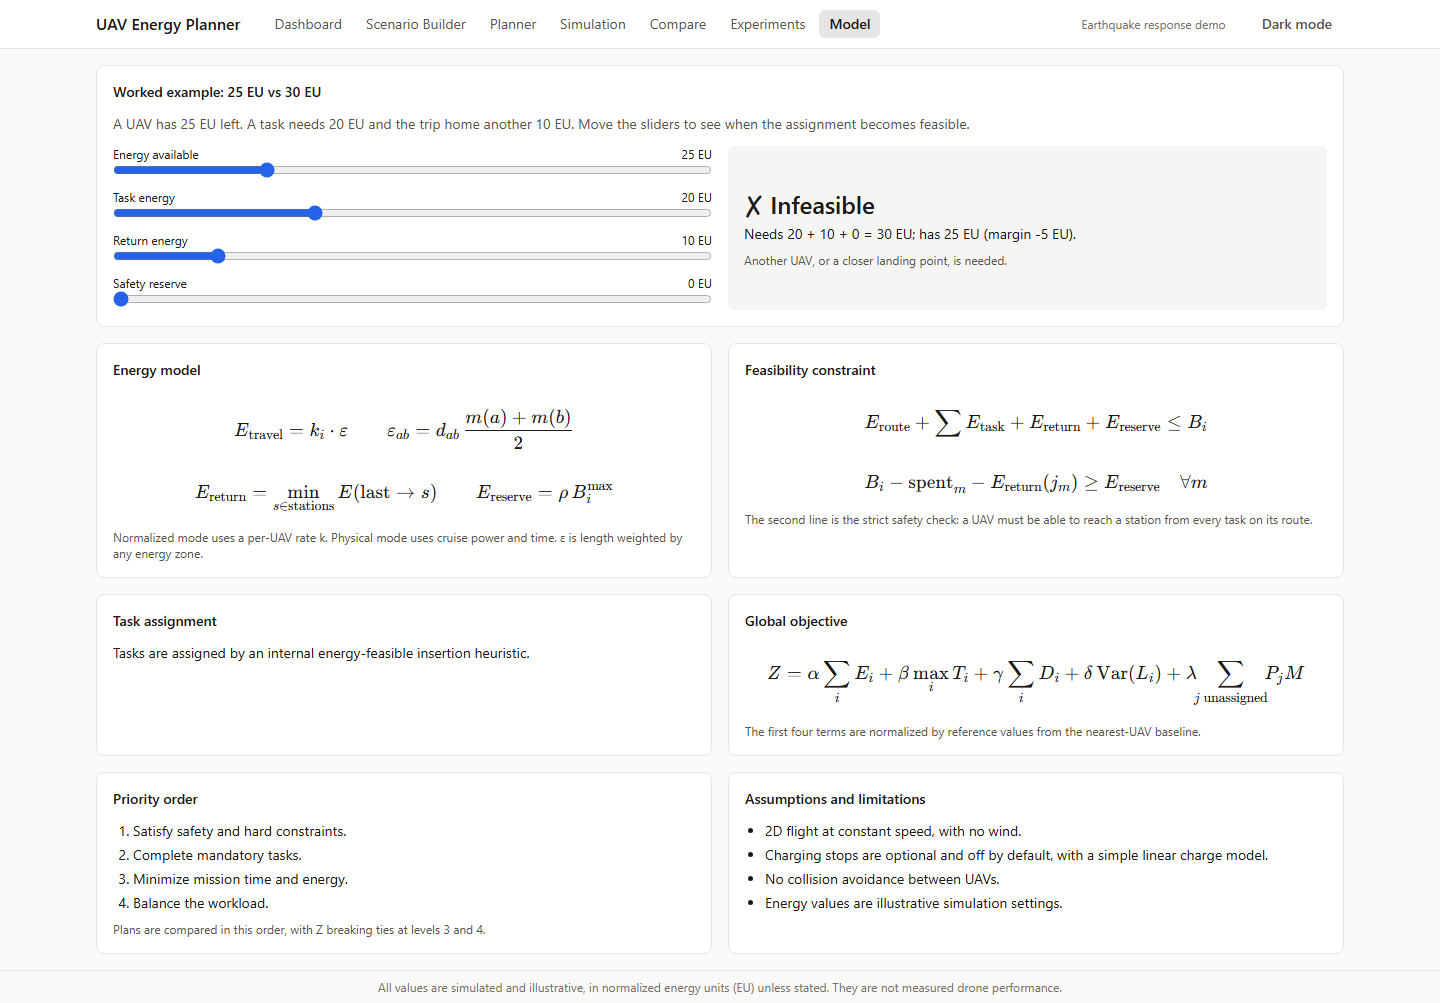 UAV Energy Planner Dashboard Scenario Builder Planner Simulation Compare Experiments Model Earthquake response demo Dark mode
Worked example: 25 EU vs 30 EU
A UAV has 25 EU left. A task needs 20 EU and the trip home another 10 EU. Move the sliders to see when the assignment becomes feasible.
Energy available 25 EU
Task energy 20 EU
Return energy 10 EU
Safety reserve 0 EU
✗ Infeasible
Needs 20 + 10 + 0 = 30 EU; has 25 EU (margin -5 EU).
Another UAV, or a closer landing point, is needed.
Energy model
E_travel = k_i · ε    ε_ab = d_ab (m(a) + m(b))/2
E_return = min_{s∈stations} E(last → s)    E_reserve = ρ B_i^max
Normalized mode uses a per-UAV rate k. Physical mode uses cruise power and time. ε is length weighted by
any energy zone.
Feasibility constraint
E_route + ∑ E_task + E_return + E_reserve ≤ B_i
B_i − spent_m − E_return(j_m) ≥ E_reserve ∀m
The second line is the strict safety check: a UAV must be able to reach a station from every task on its route.
Task assignment
Tasks are assigned by an internal energy-feasible insertion heuristic.
Global objective
Z = α ∑_i E_i + β max_i T_i + γ ∑_i D_i + δ Var(L_i) + λ ∑_{j unassigned} P_j M
The first four terms are normalized by reference values from the nearest-UAV baseline.
Priority order
1. Satisfy safety and hard constraints.
2. Complete mandatory tasks.
3. Minimize mission time and energy.
4. Balance the workload.
Plans are compared in this order, with Z breaking ties at levels 3 and 4.
Assumptions and limitations
• 2D flight at constant speed, with no wind.
• Charging stops are optional and off by default, with a simple linear charge model.
• No collision avoidance between UAVs.
• Energy values are illustrative simulation settings.
All values are simulated and illustrative, in normalized energy units (EU) unless stated. They are not measured drone performance.